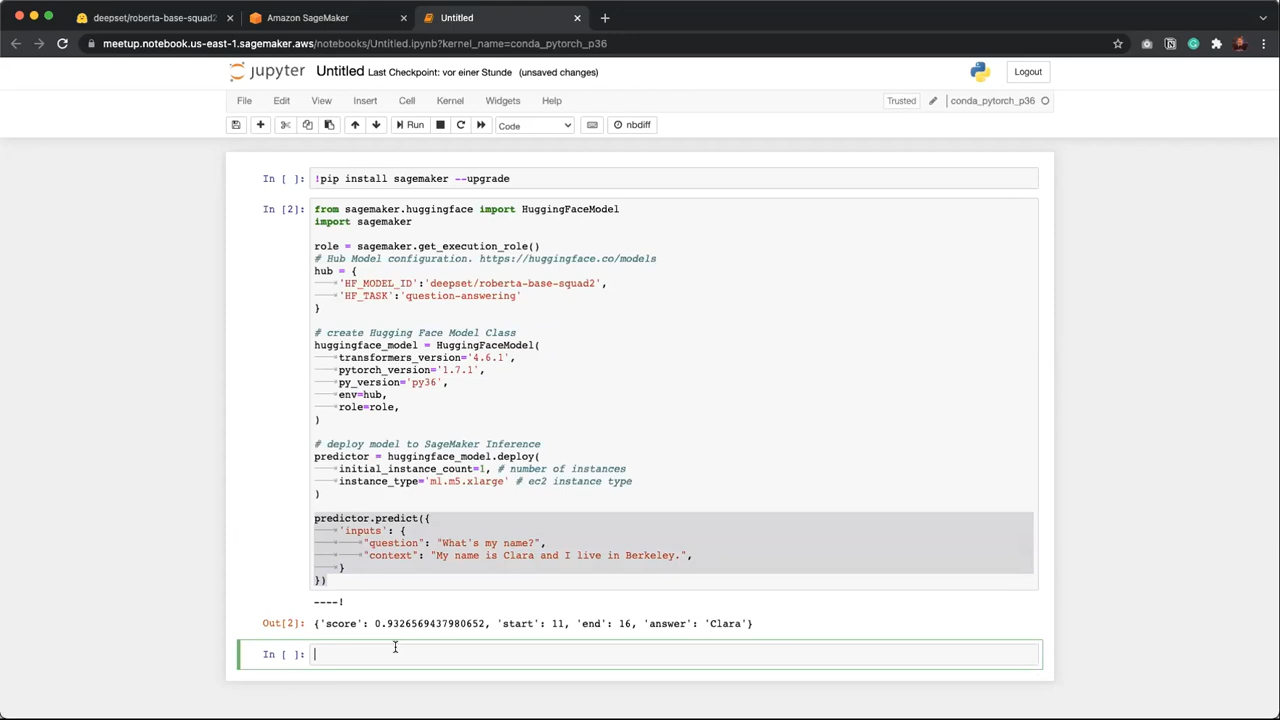 deepset/roberta-base-squad2
Amazon SageMaker
Untitled
meetup.notebook.us-east-1.sagemaker.aws/notebooks/Untitled.ipynb?kernel_name=conda_pytorch_p36
jupyter Untitled Last Checkpoint: vor einer Stunde (unsaved changes)
Logout
File Edit View Insert Cell Kernel Widgets Help
Trusted conda_pytorch_p36
Run Code nbdiff
In [ ]: !pip install sagemaker --upgrade
In [2]: from sagemaker.huggingface import HuggingFaceModel
import sagemaker
role = sagemaker.get_execution_role()
# Hub Model configuration. https://huggingface.co/models
hub = {
'HF_MODEL_ID':'deepset/roberta-base-squad2',
'HF_TASK':'question-answering'
}
# create Hugging Face Model Class
huggingface_model = HuggingFaceModel(
transformers_version='4.6.1',
pytorch_version='1.7.1',
py_version='py36',
env=hub,
role=role,
)
# deploy model to SageMaker Inference
predictor = huggingface_model.deploy(
initial_instance_count=1, # number of instances
instance_type='ml.m5.xlarge' # ec2 instance type
)
predictor.predict({
'inputs': {
"question": "What's my name?",
"context": "My name is Clara and I live in Berkeley.",
}
})
----!
Out[2]: {'score': 0.9326569437980652, 'start': 11, 'end': 16, 'answer': 'Clara'}
In [ ]: